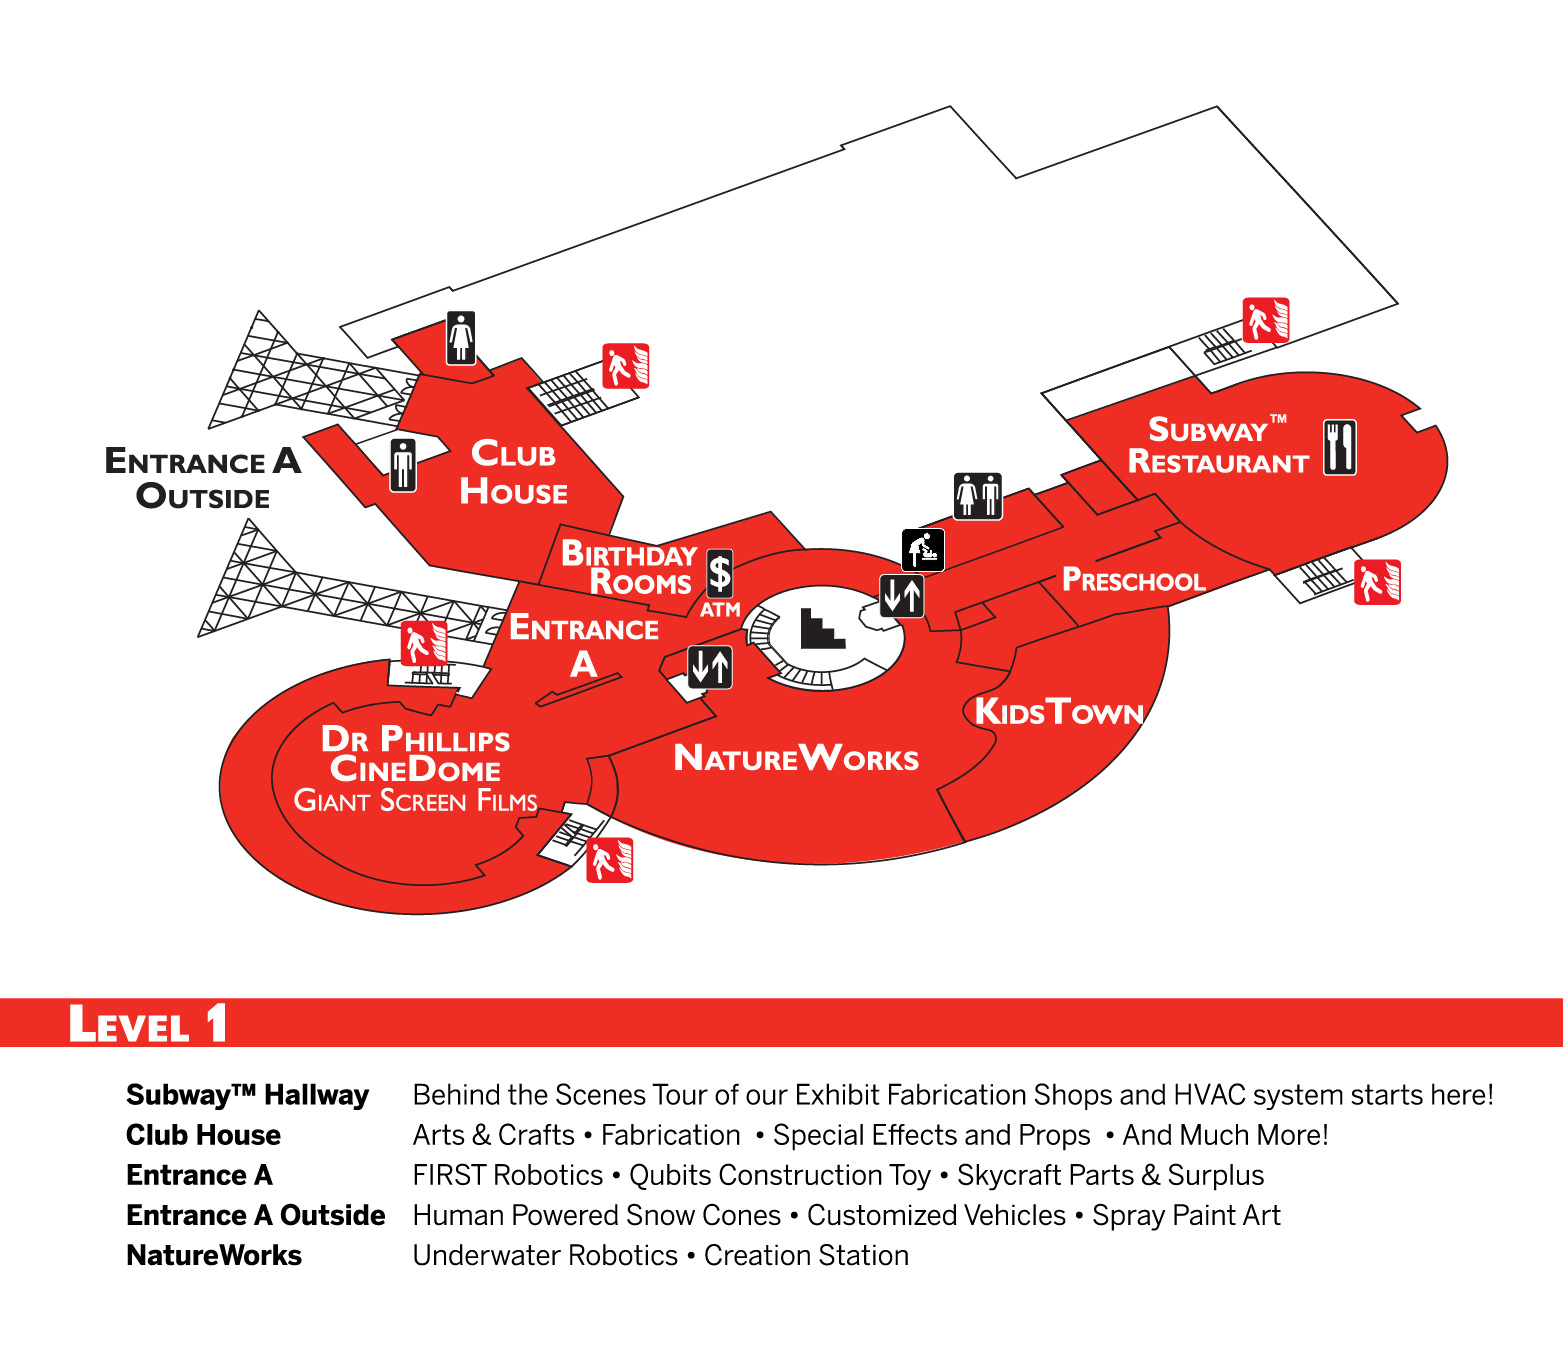 SUBWAY™
RESTAURANT
ENTRANCE A
OUTSIDE
CLUB
HOUSE
BIRTHDAY
ROOMS
$
ATM
PRESCHOOL
ENTRANCE
A
KIDSTOWN
DR PHILLIPS
CINEDOME
GIANT SCREEN FILMS
NATUREWORKS
LEVEL 1
Subway™ Hallway Behind the Scenes Tour of our Exhibit Fabrication Shops and HVAC system starts here!
Club House Arts & Crafts • Fabrication • Special Effects and Props • And Much More!
Entrance A FIRST Robotics • Qubits Construction Toy • Skycraft Parts & Surplus
Entrance A Outside Human Powered Snow Cones • Customized Vehicles • Spray Paint Art
NatureWorks Underwater Robotics • Creation Station